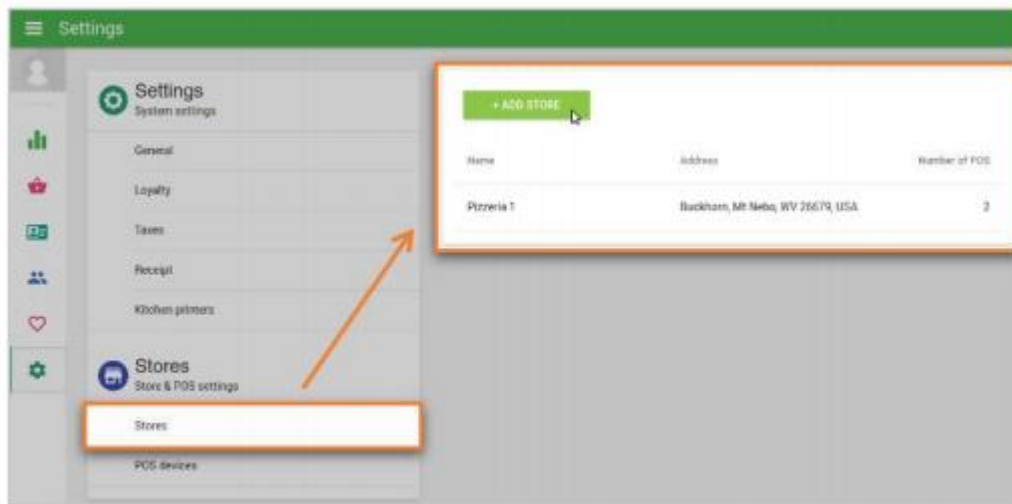 Settings
Settings
System settings
General
Loyalty
Taxes
Receipt
Kitchen printers
Stores
Store & POS settings
Stores
POS devices
+ ADD STORE
Name Address Number of POS
Pizzeria 1 Buckhorn, Mt Nebo, WV 26679, USA 2